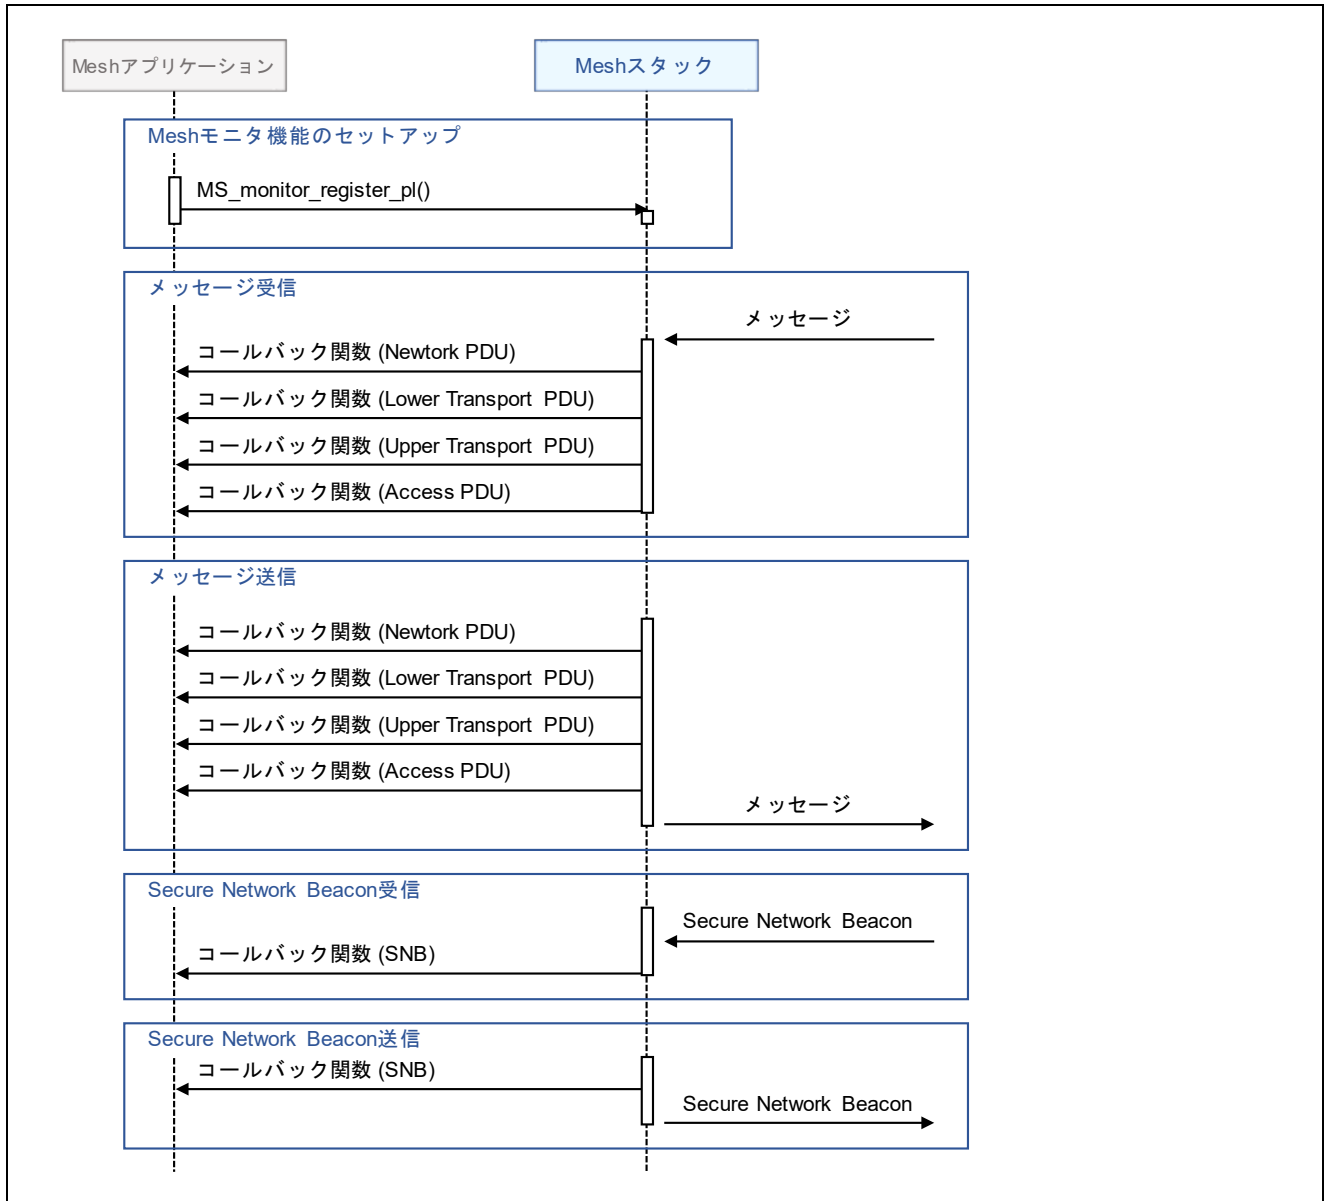 Meshアプリケーション
Meshスタック
Meshモニタ機能のセットアップ
MS_monitor_register_pl()
メッセージ受信
メッセージ
コールバック関数 (Newtork PDU)
コールバック関数 (Lower Transport PDU)
コールバック関数 (Upper Transport PDU)
コールバック関数 (Access PDU)
メッセージ送信
コールバック関数 (Newtork PDU)
コールバック関数 (Lower Transport PDU)
コールバック関数 (Upper Transport PDU)
コールバック関数 (Access PDU)
メッセージ
Secure Network Beacon受信
Secure Network Beacon
コールバック関数 (SNB)
Secure Network Beacon送信
コールバック関数 (SNB)
Secure Network Beacon